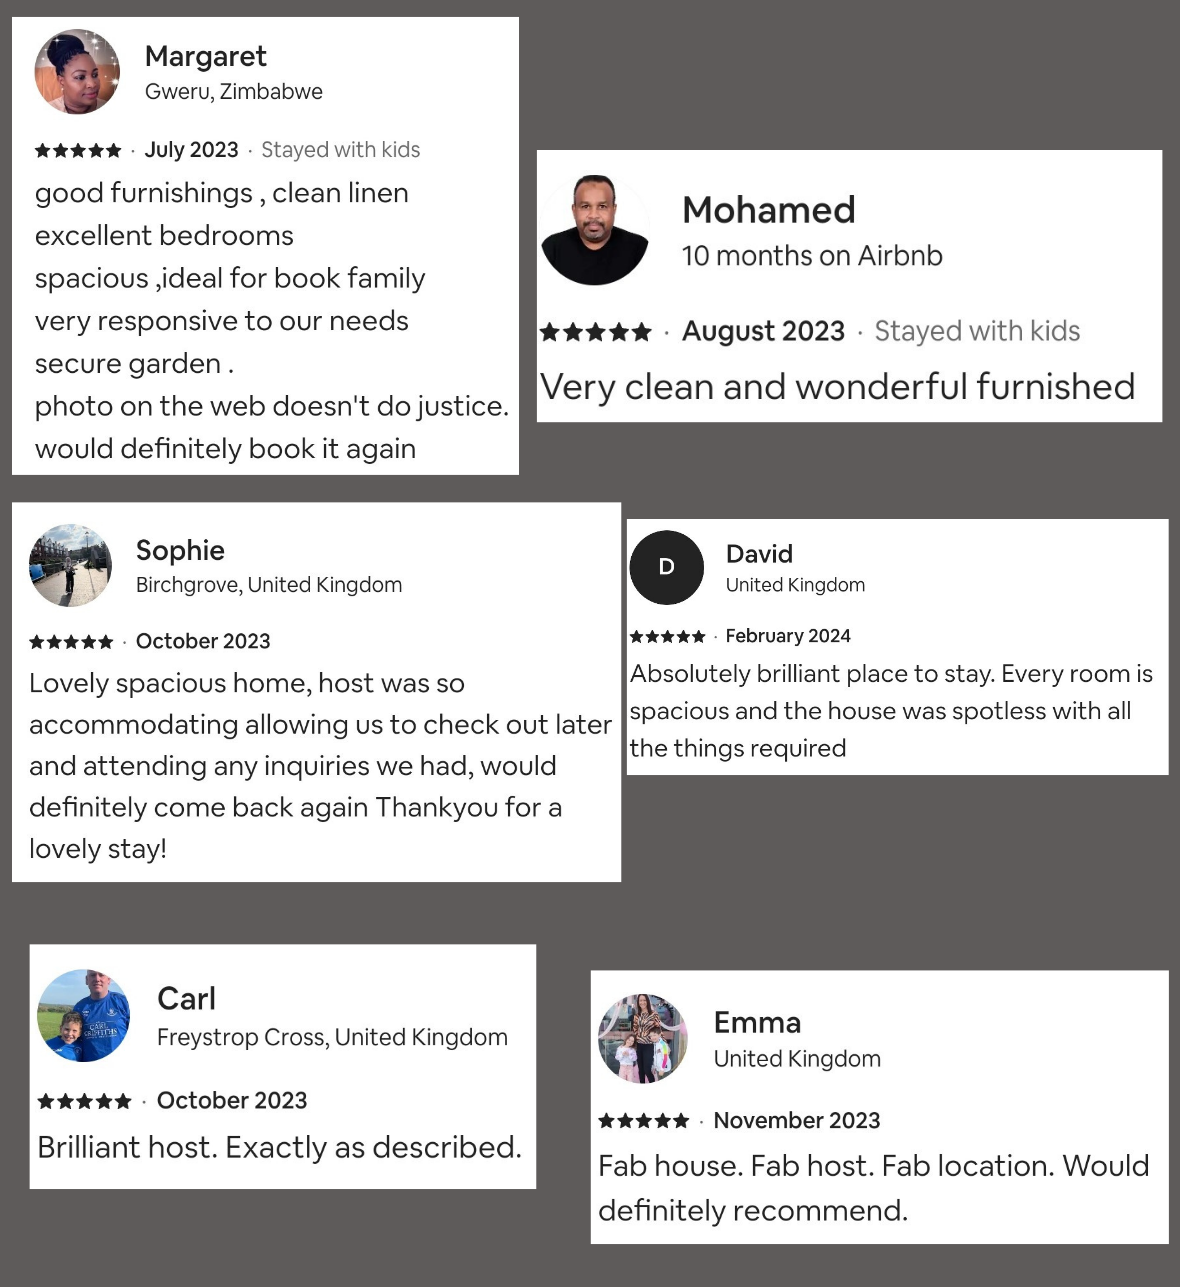 Margaret
Gweru, Zimbabwe
★★★★★ · July 2023 · Stayed with kids
good furnishings , clean linen
excellent bedrooms
spacious ,ideal for book family
very responsive to our needs
secure garden .
photo on the web doesn't do justice.
would definitely book it again
Mohamed
10 months on Airbnb
★★★★★ · August 2023 · Stayed with kids
Very clean and wonderful furnished
Sophie
Birchgrove, United Kingdom
★★★★★ · October 2023
Lovely spacious home, host was so
accommodating allowing us to check out later
and attending any inquiries we had, would
definitely come back again Thankyou for a
lovely stay!
D
David
United Kingdom
★★★★★ · February 2024
Absolutely brilliant place to stay. Every room is
spacious and the house was spotless with all
the things required
CARL
GRIFFITHS
Carl
Freystrop Cross, United Kingdom
★★★★★ · October 2023
Brilliant host. Exactly as described.
Emma
United Kingdom
★★★★★ · November 2023
Fab house. Fab host. Fab location. Would
definitely recommend.